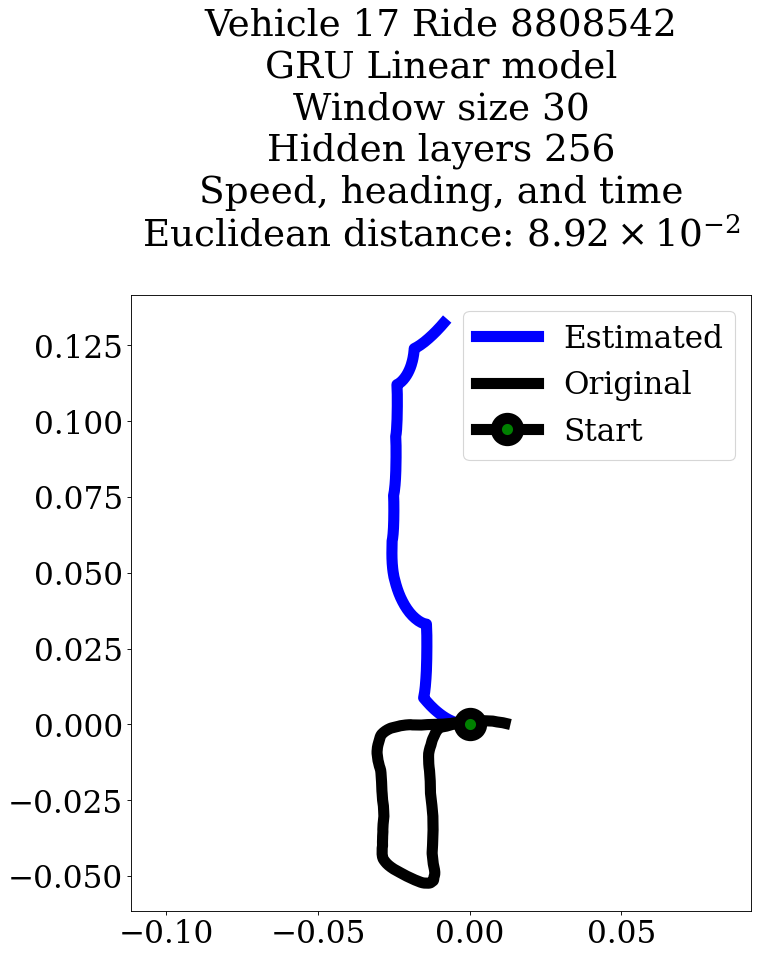 Vehicle 17 Ride 8808542
GRU Linear model
Window size 30
Hidden layers 256
Speed, heading, and time
Euclidean distance: 8.92 × 10⁻²
Estimated
Original
Start
0.125
0.100
0.075
0.050
0.025
0.000
−0.025
−0.050
−0.10
−0.05
0.00
0.05